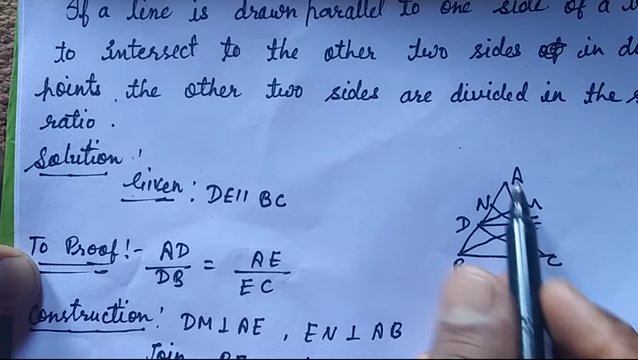 If a line is drawn parallel to one side of a
to intersect to the other two sides in
points, the other two sides are divided in the
ratio.
Solution :
Given : DE || BC
To Proof :- AD/DB = AE/EC
Construction : DM ⊥ AE , EN ⊥ AB
Join
A
N M
D E
B C